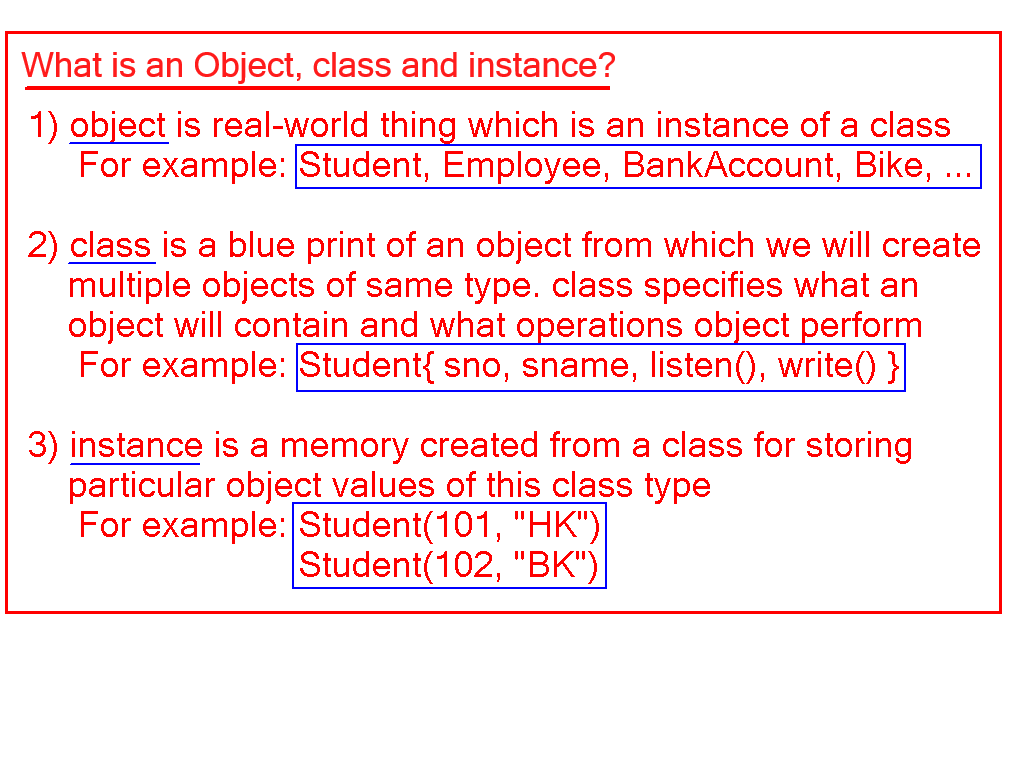 What is an Object, class and instance?
1) object is real-world thing which is an instance of a class
For example: Student, Employee, BankAccount, Bike, ...
2) class is a blue print of an object from which we will create
multiple objects of same type. class specifies what an
object will contain and what operations object perform
For example: Student{ sno, sname, listen(), write() }
3) instance is a memory created from a class for storing
particular object values of this class type
For example: Student(101, "HK")
Student(102, "BK")